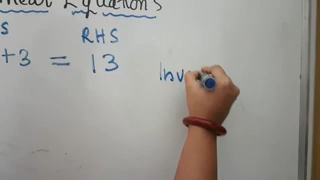 near Equations
S RHS
+3 = 13
Inv